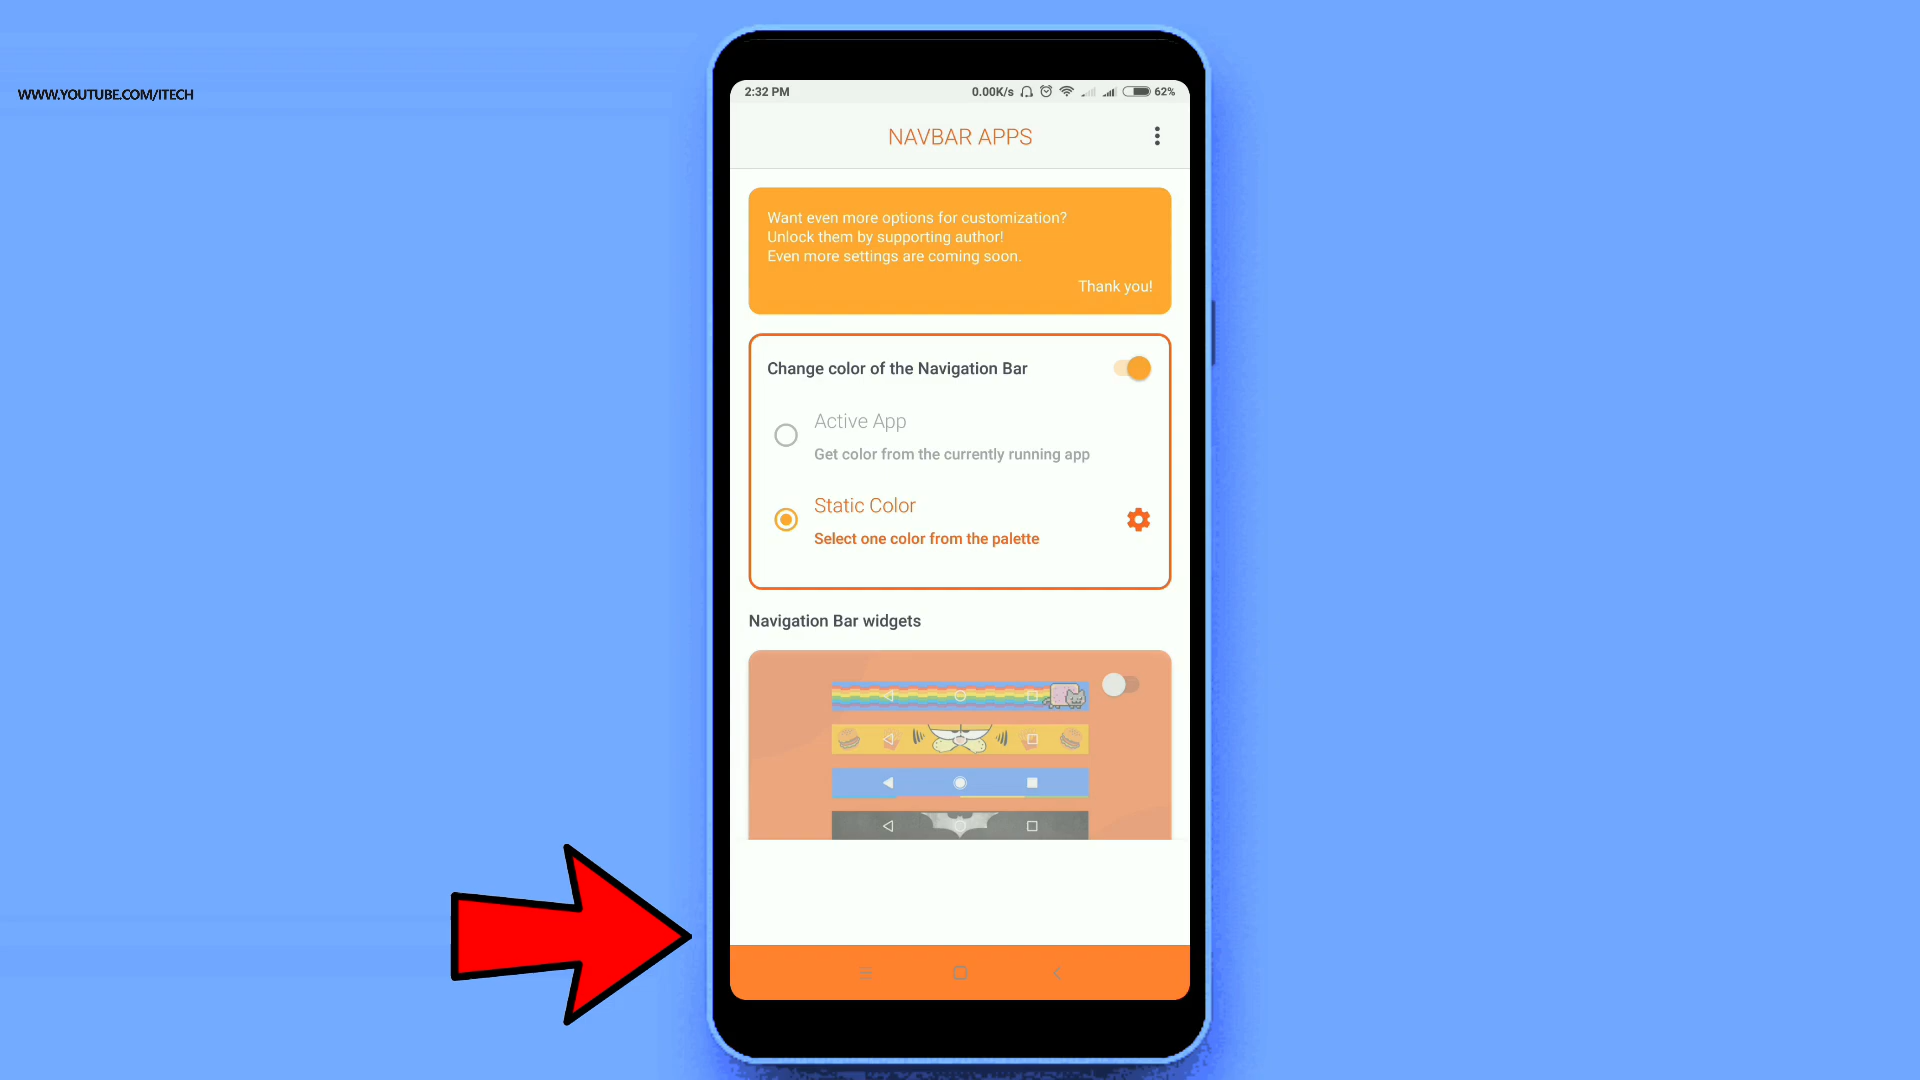 WWW.YOUTUBE.COM/ITECH
2:32 PM
0.00K/s
62%
NAVBAR APPS
Want even more options for customization?
Unlock them by supporting author!
Even more settings are coming soon.
Thank you!
Change color of the Navigation Bar
Active App
Get color from the currently running app
Static Color
Select one color from the palette
Navigation Bar widgets